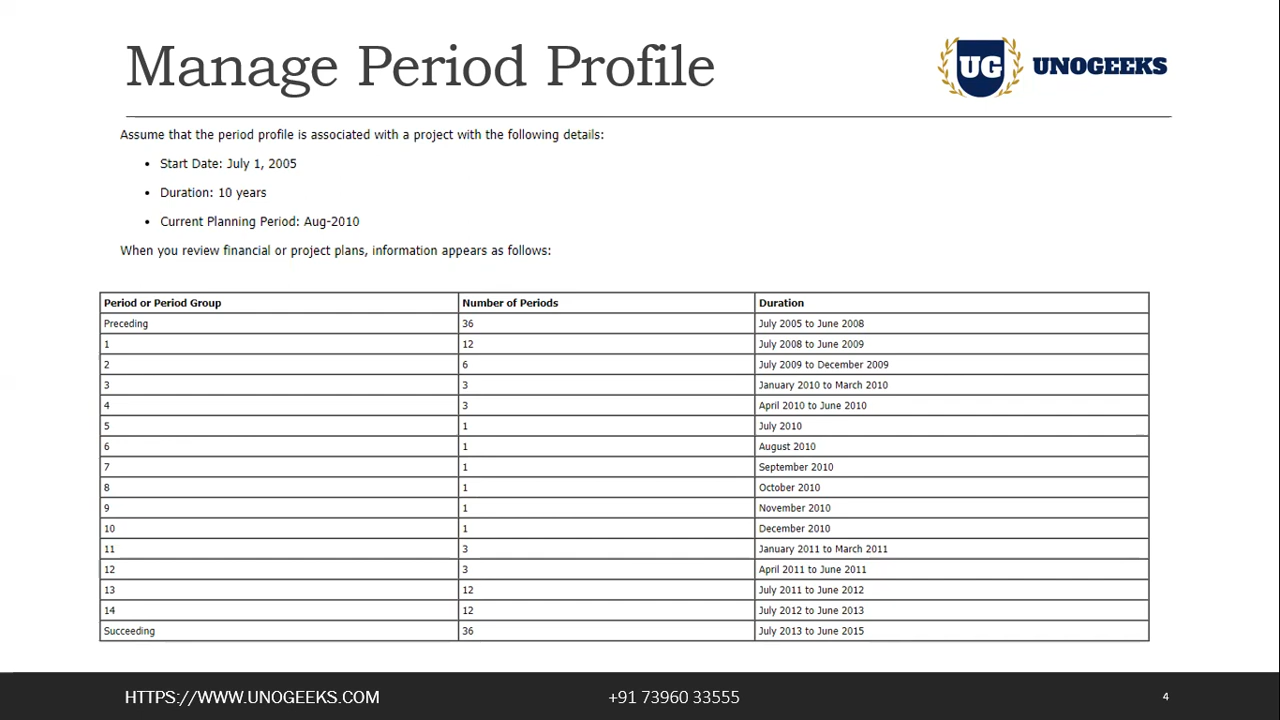 Manage Period Profile
UG UNOGEEKS
Assume that the period profile is associated with a project with the following details:
• Start Date: July 1, 2005
• Duration: 10 years
• Current Planning Period: Aug-2010
When you review financial or project plans, information appears as follows:
Period or Period Group Number of Periods Duration
Preceding 36 July 2005 to June 2008
1 12 July 2008 to June 2009
2 6 July 2009 to December 2009
3 3 January 2010 to March 2010
4 3 April 2010 to June 2010
5 1 July 2010
6 1 August 2010
7 1 September 2010
8 1 October 2010
9 1 November 2010
10 1 December 2010
11 3 January 2011 to March 2011
12 3 April 2011 to June 2011
13 12 July 2011 to June 2012
14 12 July 2012 to June 2013
Succeeding 36 July 2013 to June 2015
HTTPS://WWW.UNOGEEKS.COM +91 73960 33555 4